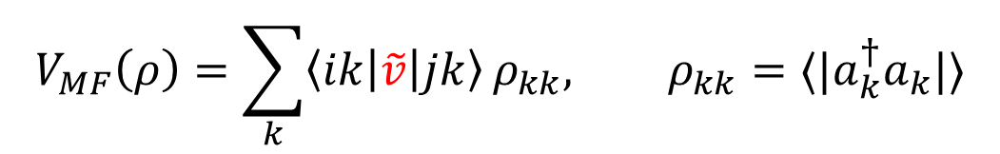 V_{MF}(ρ) = ∑_k ⟨ik|ṽ|jk⟩ ρ_{kk},  ρ_{kk} = ⟨|a_k^† a_k|⟩